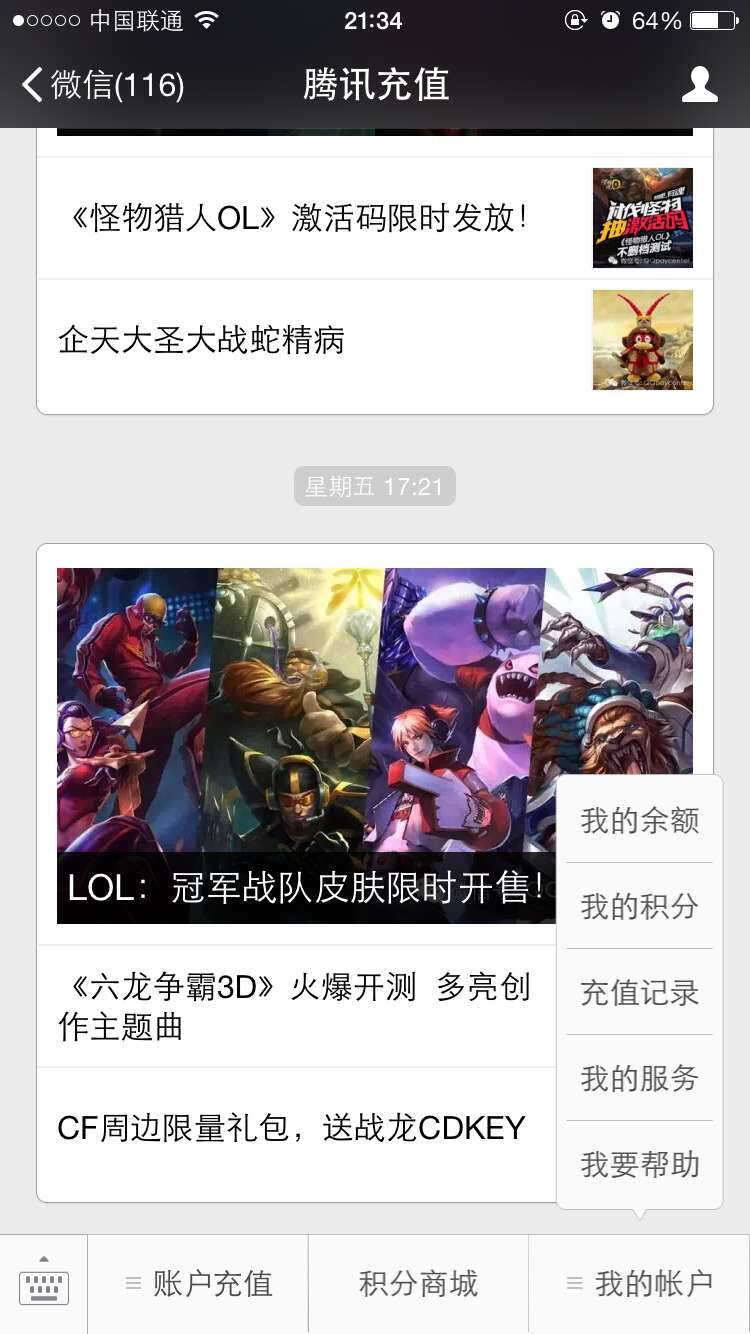 中国联通
21:34
64%
微信(116)
腾讯充值
《怪物猎人OL》激活码限时发放！
讨伐怪物
抽激活码
《怪物猎人OL》
不删档测试
企天大圣大战蛇精病
星期五 17:21
LOL：冠军战队皮肤限时开售！
《六龙争霸3D》火爆开测 多亮创
作主题曲
CF周边限量礼包，送战龙CDKEY
我的余额
我的积分
充值记录
我的服务
我要帮助
账户充值
积分商城
我的帐户